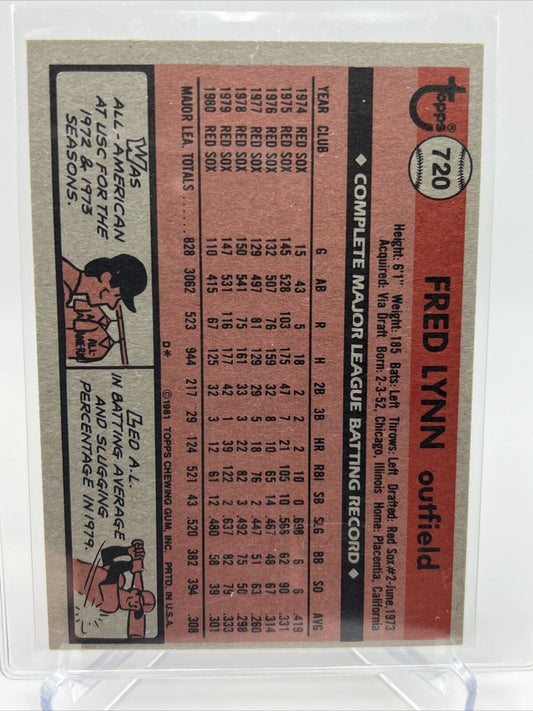 topps®
720
FRED LYNN outfield
Height: 6'1" Weight: 185 Bats: Left Throws: Left Drafted: Red Sox #2-June, 1973
Acquired: Via Draft Born: 2-3-52, Chicago, Illinois Home: Placentia, California
◆ COMPLETE MAJOR LEAGUE BATTING RECORD ◆
YEAR CLUB G AB R H 2B 3B HR RBI SB SLG BB SO AVG
1974 RED SOX 15 43 5 18 2 2 2 10 0 .698 6 6 .419
1975 RED SOX 145 528 103 175 47 7 21 105 10 .566 62 90 .331
1976 RED SOX 132 507 76 159 32 8 10 65 14 .467 48 67 .314
1977 RED SOX 129 497 81 129 29 5 18 76 2 .447 51 63 .260
1978 RED SOX 150 541 75 161 33 3 22 82 3 .492 75 50 .298
1979 RED SOX 147 531 116 177 42 1 39 122 2 .637 82 79 .333
1980 RED SOX 110 415 67 125 32 3 12 61 12 .480 58 39 .301
MAJOR LEA. TOTALS ...... 828 3062 523 944 217 29 124 521 43 .520 382 394 .308
D* ©1981 TOPPS CHEWING GUM, INC. PRTD. IN U.S.A.
WAS
ALL-AMERICAN
AT USC FOR THE
1972 & 1973
SEASONS.
ALL-
AMERICA
LED A.L.
IN BATTING AVERAGE
AND SLUGGING
PERCENTAGE IN 1979.